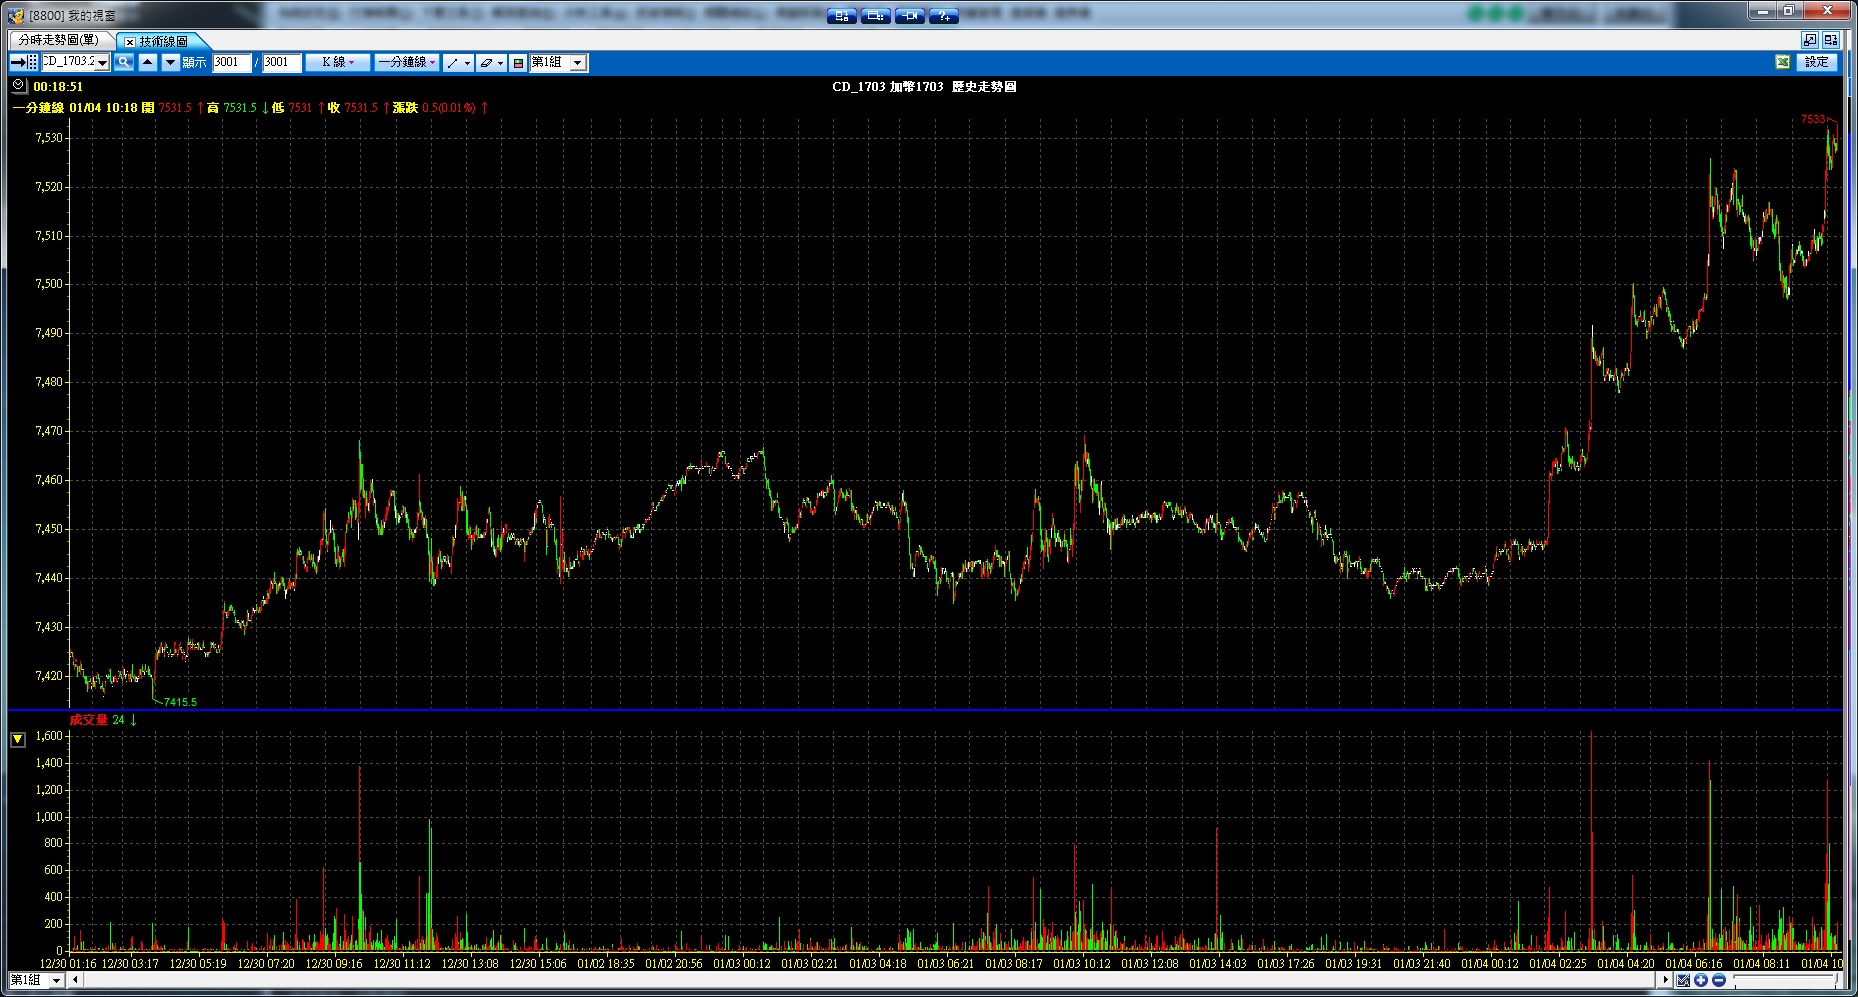 [8800] 我的視窗
分時走勢圖(單) 技術線圖
CD_1703.2 顯示 3001 / 3001 K 線 一分鐘線 第1組 設定
00:18:51 CD_1703 加幣1703 歷史走勢圖
一分鐘線 01/04 10:18 開 7531.5 ↑ 高 7531.5 ↓ 低 7531 ↑ 收 7531.5 ↑ 漲跌 0.5(0.01%) ↑
7533
7,530
7,520
7,510
7,500
7,490
7,480
7,470
7,460
7,450
7,440
7,430
7,420
7415.5
成交量 24 ↓
1,600
1,400
1,200
1,000
800
600
400
200
0
12/30 01:16 12/30 03:17 12/30 05:19 12/30 07:20 12/30 09:16 12/30 11:12 12/30 13:08 12/30 15:06 01/02 18:35 01/02 20:56 01/03 00:12 01/03 02:21 01/03 04:18 01/03 06:21 01/03 08:17 01/03 10:12 01/03 12:08 01/03 14:03 01/03 17:26 01/03 19:31 01/03 21:40 01/04 00:12 01/04 02:25 01/04 04:20 01/04 06:16 01/04 08:11 01/04 10
第1組